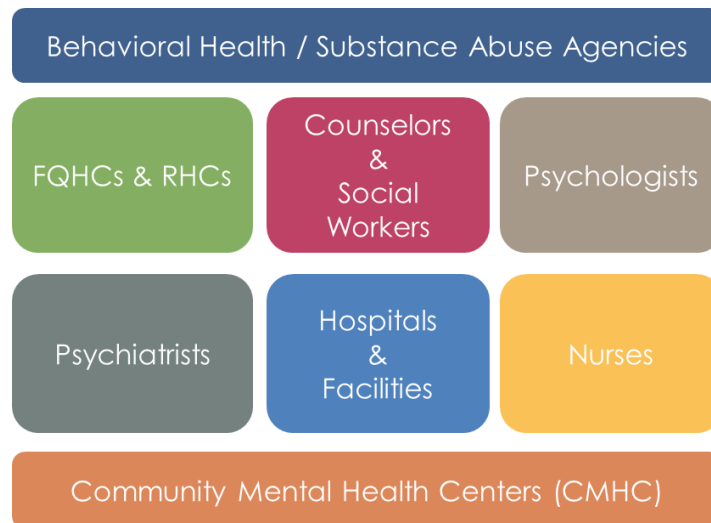 Behavioral Health / Substance Abuse Agencies
FQHCs & RHCs
Counselors
&
Social
Workers
Psychologists
Psychiatrists
Hospitals
&
Facilities
Nurses
Community Mental Health Centers (CMHC)